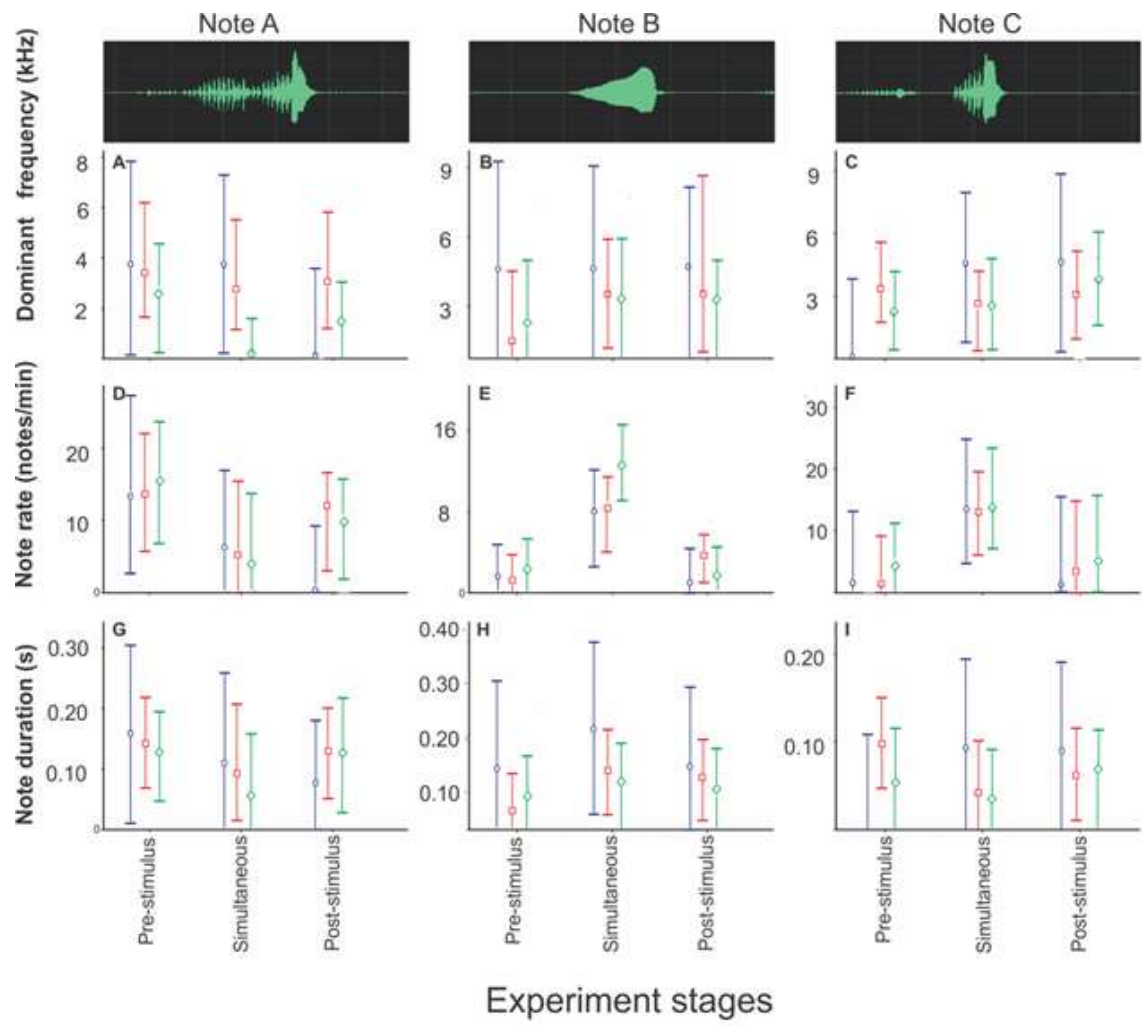 Note A Note B Note C
Dominant frequency (kHz)
A
8
6
4
2
B
9
6
3
C
9
6
3
Note rate (notes/min)
D
20
10
0
E
16
8
0
F
30
20
10
Note duration (s)
G
0.30
0.20
0.10
0
H
0.40
0.30
0.20
0.10
I
0.20
0.10
Pre-stimulus
Simultaneous
Post-stimulus
Pre-stimulus
Simultaneous
Post-stimulus
Pre-stimulus
Simultaneous
Post-stimulus
Experiment stages